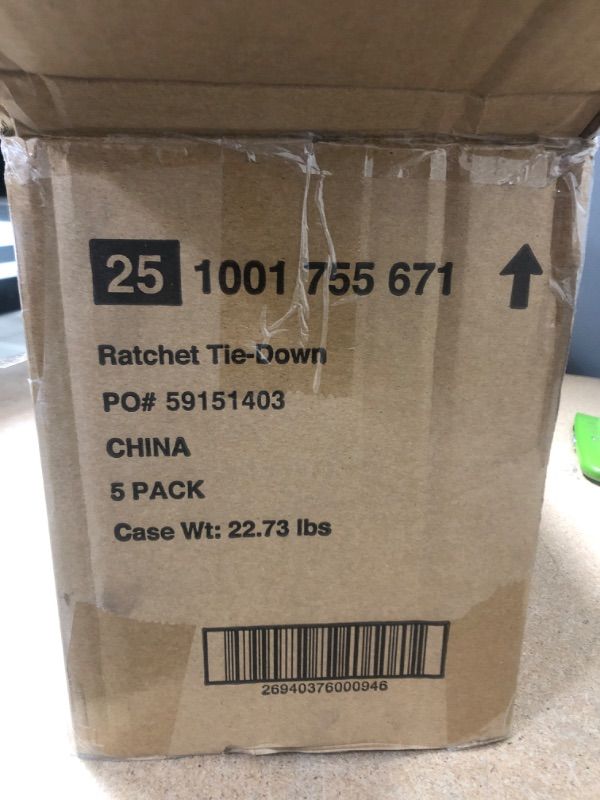 25 1001 755 671
Ratchet Tie-Down
PO# 59151403
CHINA
5 PACK
Case Wt: 22.73 lbs
26940376000946